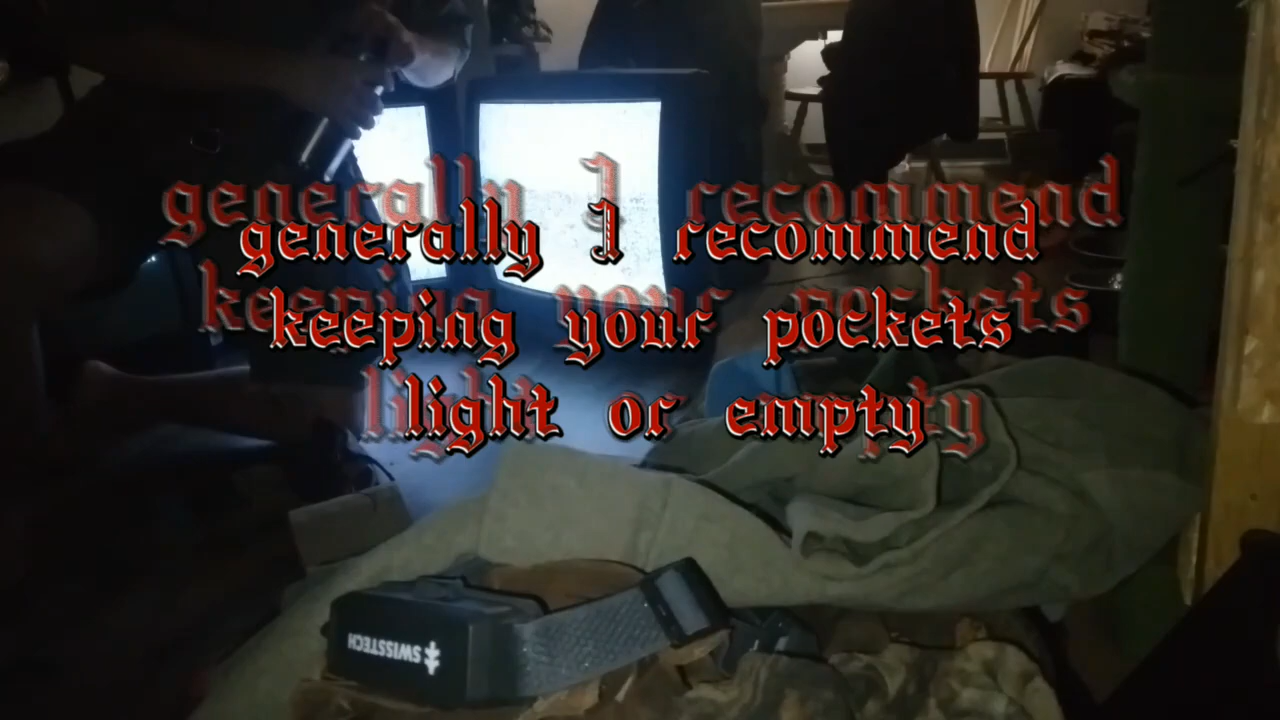 generally I recommend
keeping your pockets
light or empty
SWISSTECH